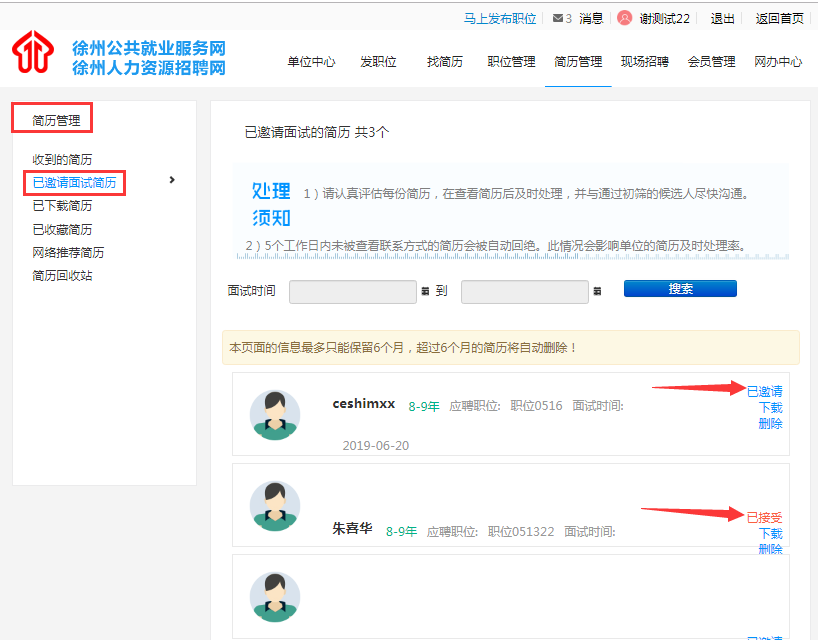 马上发布职位 3 消息 谢测试22 退出 返回首页
徐州公共就业服务网
徐州人力资源招聘网
单位中心 发职位 找简历 职位管理 简历管理 现场招聘 会员管理 网办中心
简历管理
收到的简历
已邀请面试简历
已下载简历
已收藏简历
网络推荐简历
简历回收站
已邀请面试的简历 共3个
处理
须知
1）请认真评估每份简历，在查看简历后及时处理，并与通过初筛的候选人尽快沟通。
2）5个工作日内未被查看联系方式的简历会被自动回绝。此情况会影响单位的简历及时处理率。
面试时间 到 搜索
本页面的信息最多只能保留6个月，超过6个月的简历将自动删除！
ceshimxx 8-9年 应聘职位: 职位0516 面试时间:
2019-06-20
已邀请
下载
删除
朱喜华 8-9年 应聘职位: 职位051322 面试时间:
已接受
下载
删除
已邀请